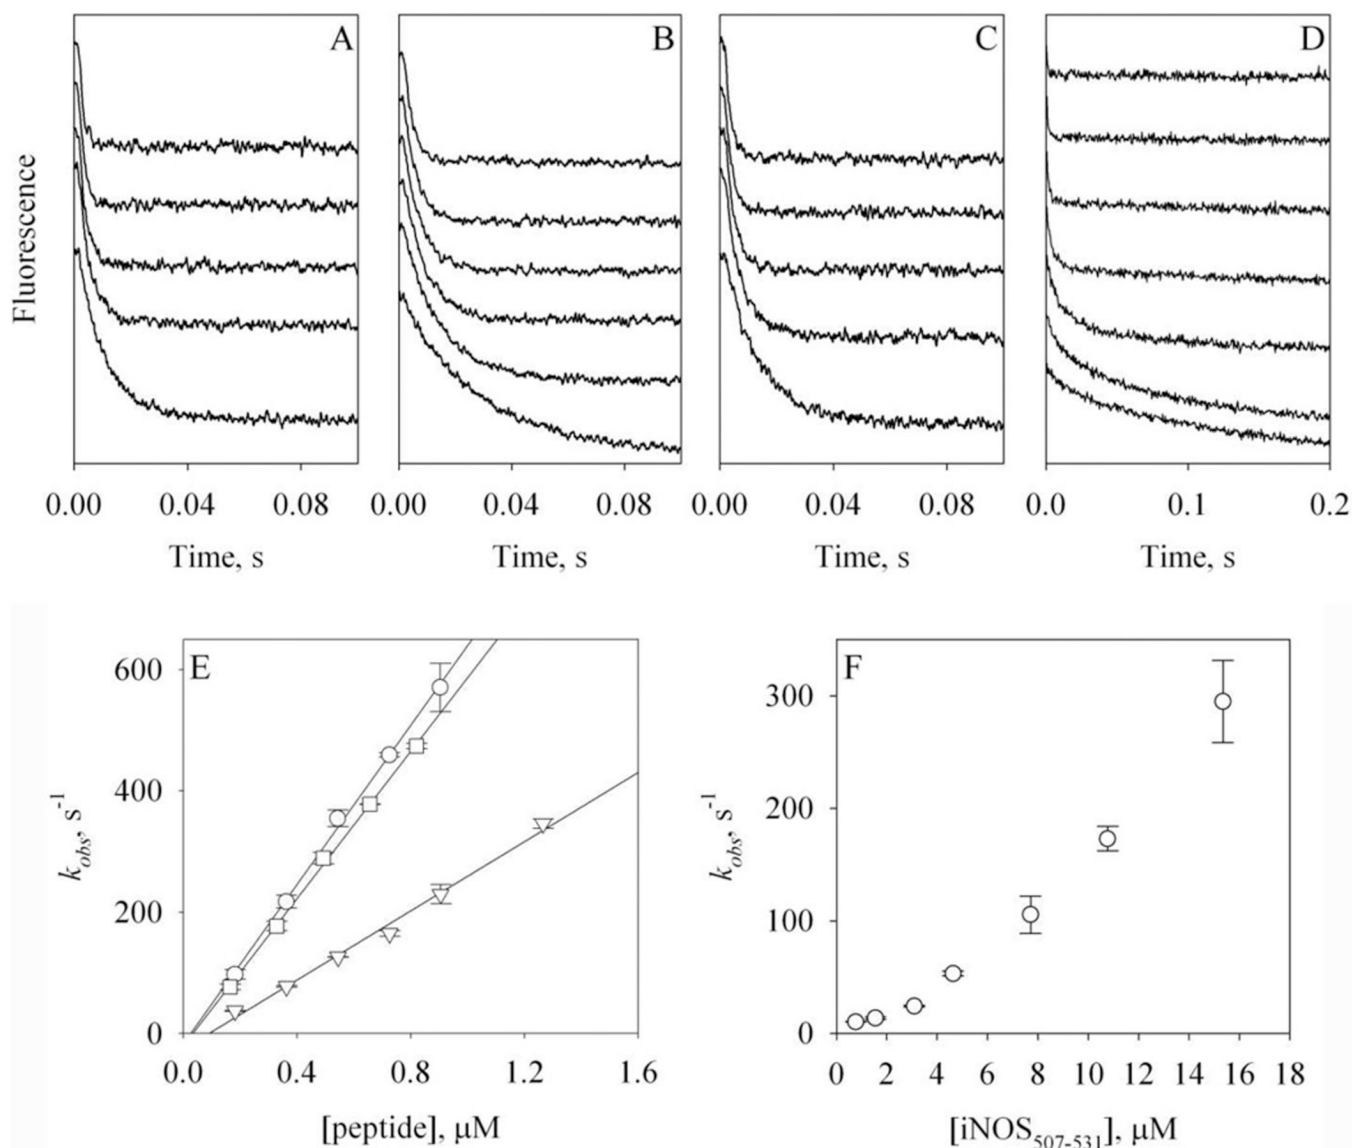 A B C D
Fluorescence
0.00 0.04 0.08 0.00 0.04 0.08 0.00 0.04 0.08 0.0 0.1 0.2
Time, s Time, s Time, s Time, s
E
600
400
200
0
k_obs, s⁻¹
0.0 0.4 0.8 1.2 1.6
[peptide], μM
F
300
200
100
0
k_obs, s⁻¹
0 2 4 6 8 10 12 14 16 18
[iNOS₅₀₇₋₅₃₁], μM